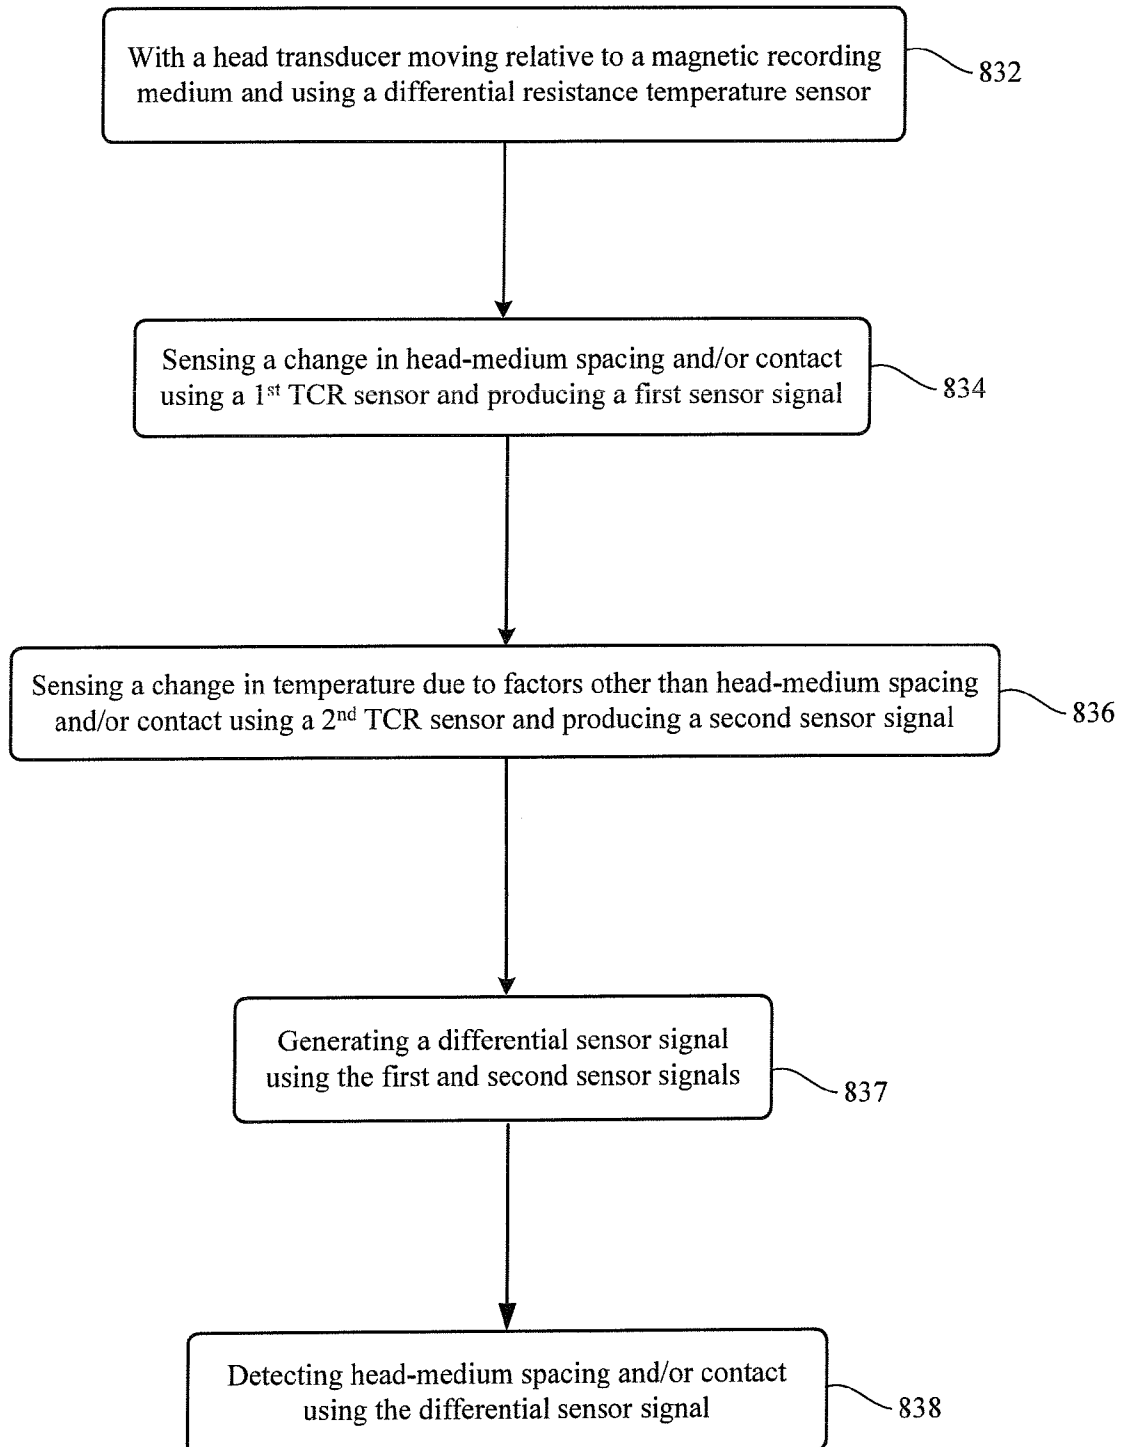 With a head transducer moving relative to a magnetic recording
medium and using a differential resistance temperature sensor
832
Sensing a change in head-medium spacing and/or contact
using a 1st TCR sensor and producing a first sensor signal
834
Sensing a change in temperature due to factors other than head-medium spacing
and/or contact using a 2nd TCR sensor and producing a second sensor signal
836
Generating a differential sensor signal
using the first and second sensor signals
837
Detecting head-medium spacing and/or contact
using the differential sensor signal
838